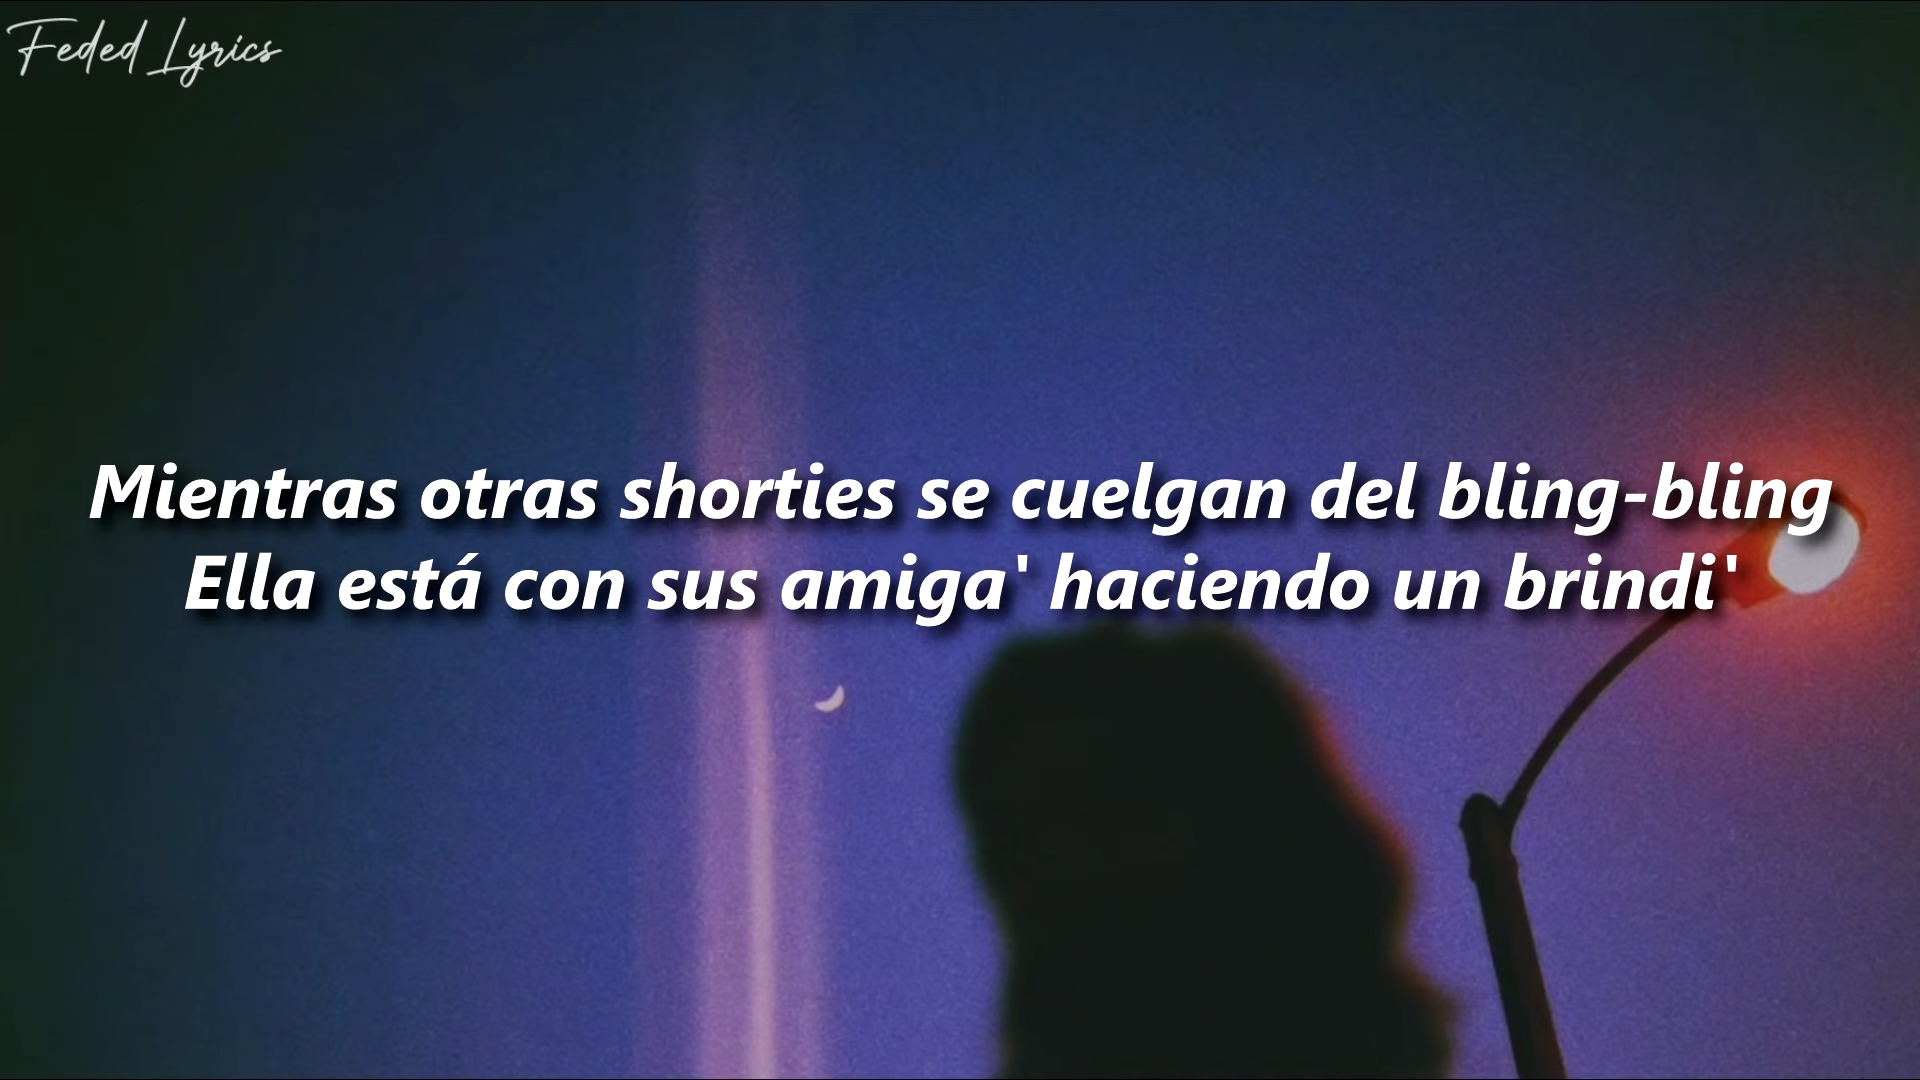 Feded Lyrics
Mientras otras shorties se cuelgan del bling-bling
Ella está con sus amiga' haciendo un brindi'